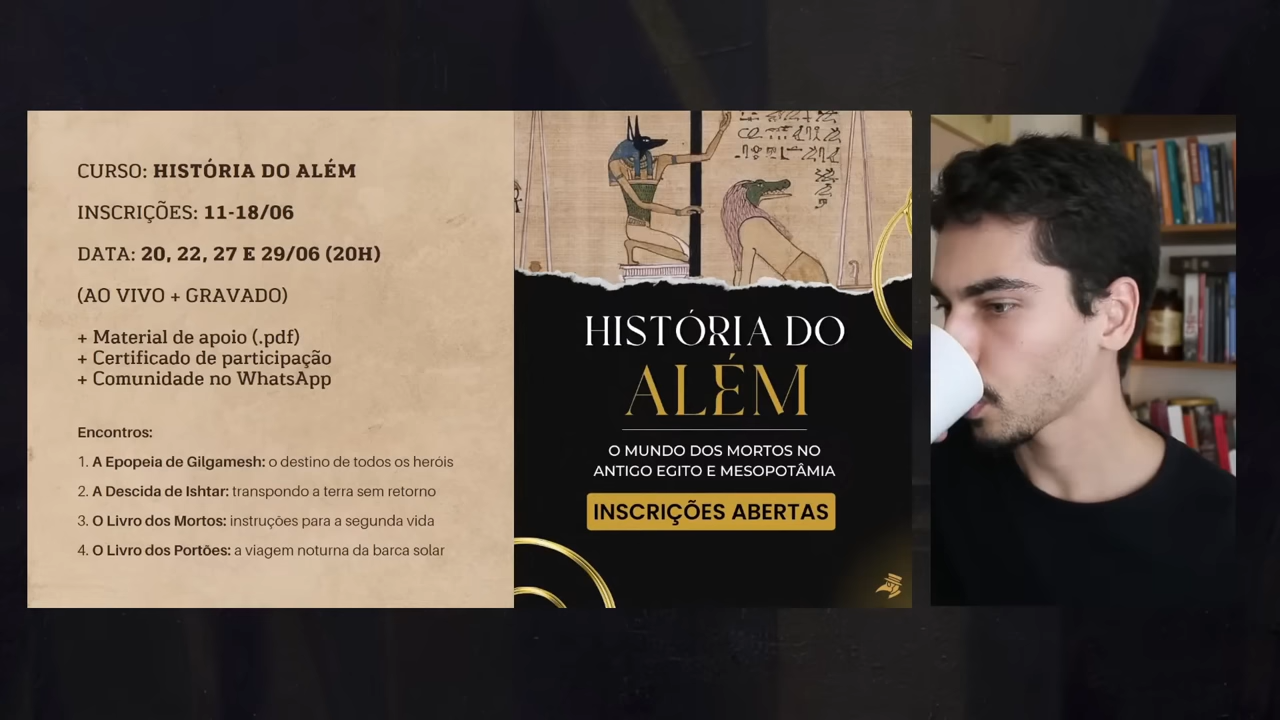 CURSO: HISTÓRIA DO ALÉM
INSCRIÇÕES: 11-18/06
DATA: 20, 22, 27 E 29/06 (20H)
(AO VIVO + GRAVADO)
+ Material de apoio (.pdf)
+ Certificado de participação
+ Comunidade no WhatsApp
Encontros:
1. A Epopeia de Gilgamesh: o destino de todos os heróis
2. A Descida de Ishtar: transpondo a terra sem retorno
3. O Livro dos Mortos: instruções para a segunda vida
4. O Livro dos Portões: a viagem noturna da barca solar
HISTÓRIA DO
ALÉM
O MUNDO DOS MORTOS NO
ANTIGO EGITO E MESOPOTÂMIA
INSCRIÇÕES ABERTAS